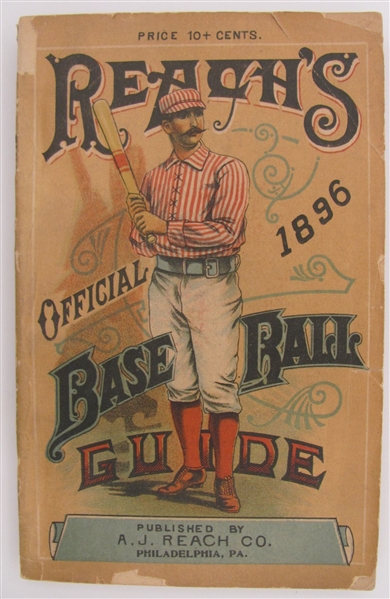 PRICE 10+ CENTS.
REACH'S
OFFICIAL 1896
BASE BALL
GUIDE
PUBLISHED BY
A.J. REACH CO.
PHILADELPHIA, PA.